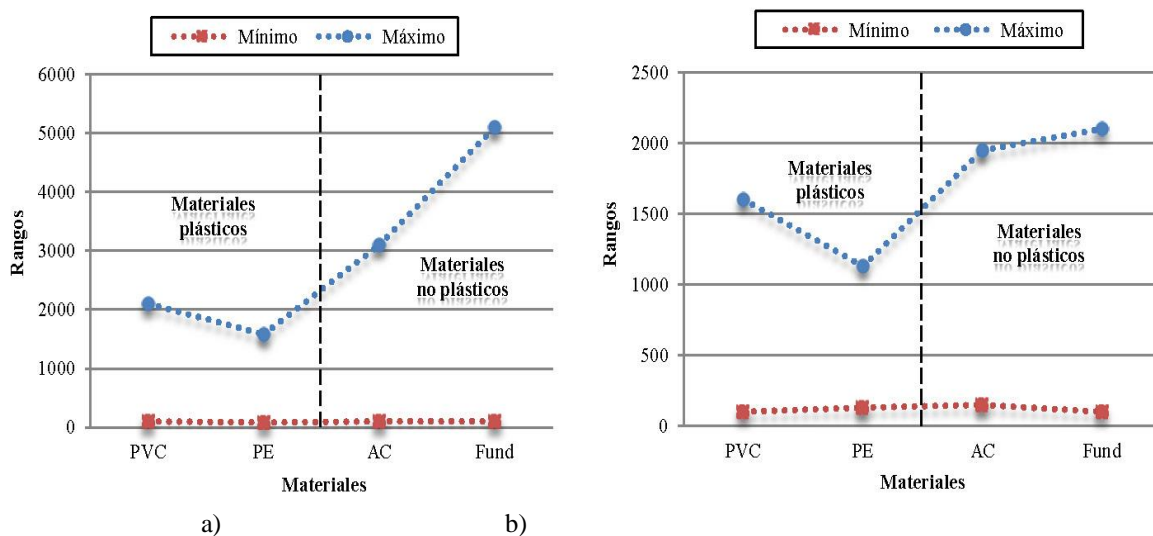 Mínimo Máximo
6000
5000
4000
3000
2000
1000
0
Rangos
Materiales
plásticos
Materiales
no plásticos
PVC PE AC Fund
Materiales
a)
Mínimo Máximo
2500
2000
1500
1000
500
0
Rangos
Materiales
plásticos
Materiales
no plásticos
PVC PE AC Fund
Materiales
b)